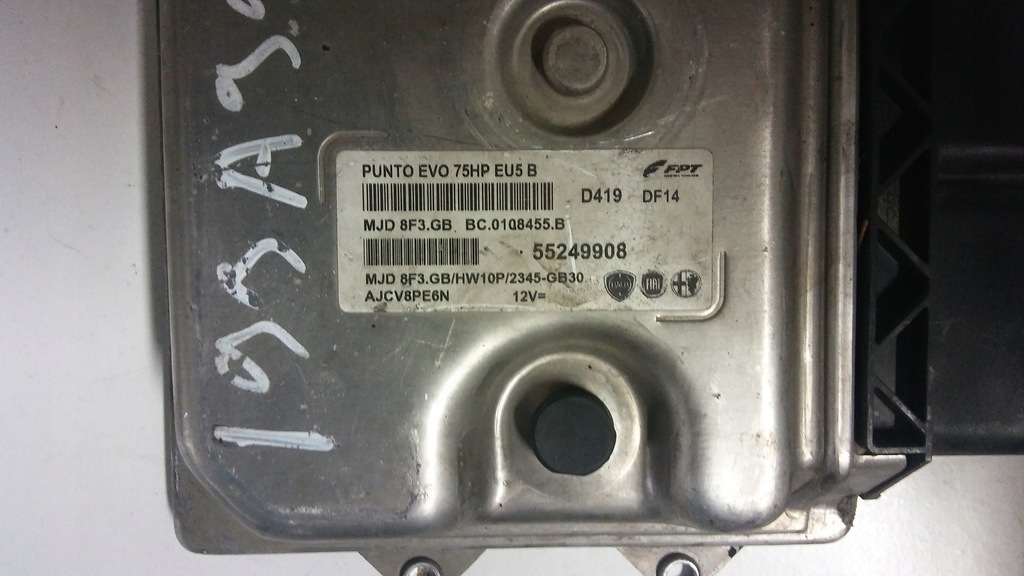 PUNTO EVO 75HP EU5 B
FPT
D419 DF14
MJD 8F3.GB BC.0108455.B
55249908
MJD 8F3.GB/HW10P/2345-GB30
AJCV8PE6N 12V=
FIAT